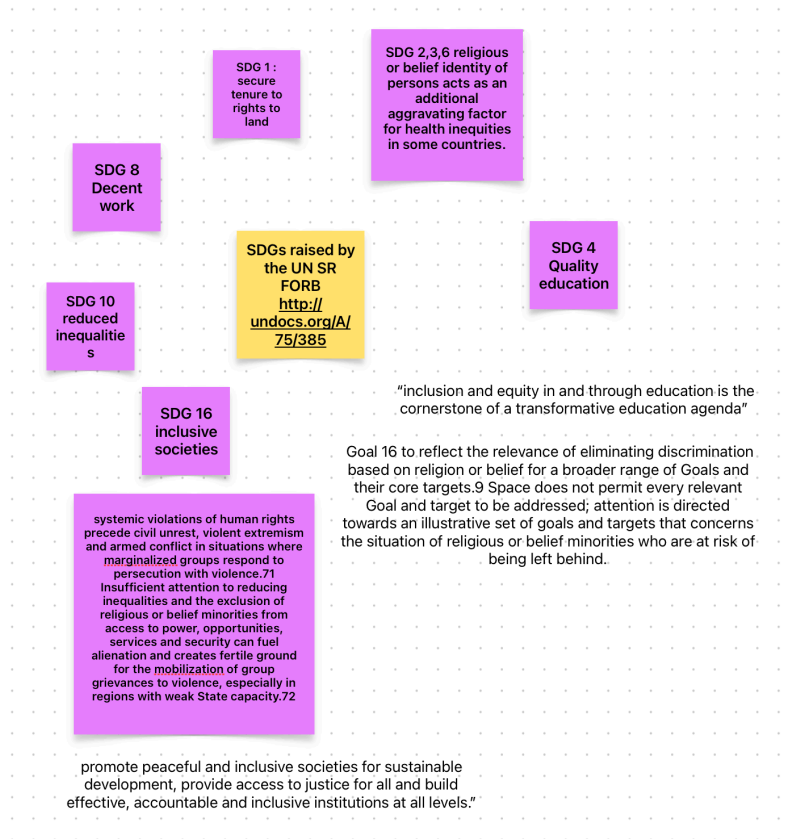 SDG 1 :
secure
tenure to
rights to
land
SDG 2,3,6 religious
or belief identity of
persons acts as an
additional
aggravating factor
for health inequities
in some countries.
SDG 8
Decent
work
SDGs raised by
the UN SR
FORB
http://
undocs.org/A/
75/385
SDG 4
Quality
education
SDG 10
reduced
inequalitie
s
SDG 16
inclusive
societies
“inclusion and equity in and through education is the
cornerstone of a transformative education agenda”
Goal 16 to reflect the relevance of eliminating discrimination
based on religion or belief for a broader range of Goals and
their core targets.9 Space does not permit every relevant
Goal and target to be addressed; attention is directed
towards an illustrative set of goals and targets that concerns
the situation of religious or belief minorities who are at risk of
being left behind.
systemic violations of human rights
precede civil unrest, violent extremism
and armed conflict in situations where
marginalized groups respond to
persecution with violence.71
Insufficient attention to reducing
inequalities and the exclusion of
religious or belief minorities from
access to power, opportunities,
services and security can fuel
alienation and creates fertile ground
for the mobilization of group
grievances to violence, especially in
regions with weak State capacity.72
promote peaceful and inclusive societies for sustainable
development, provide access to justice for all and build
effective, accountable and inclusive institutions at all levels.”